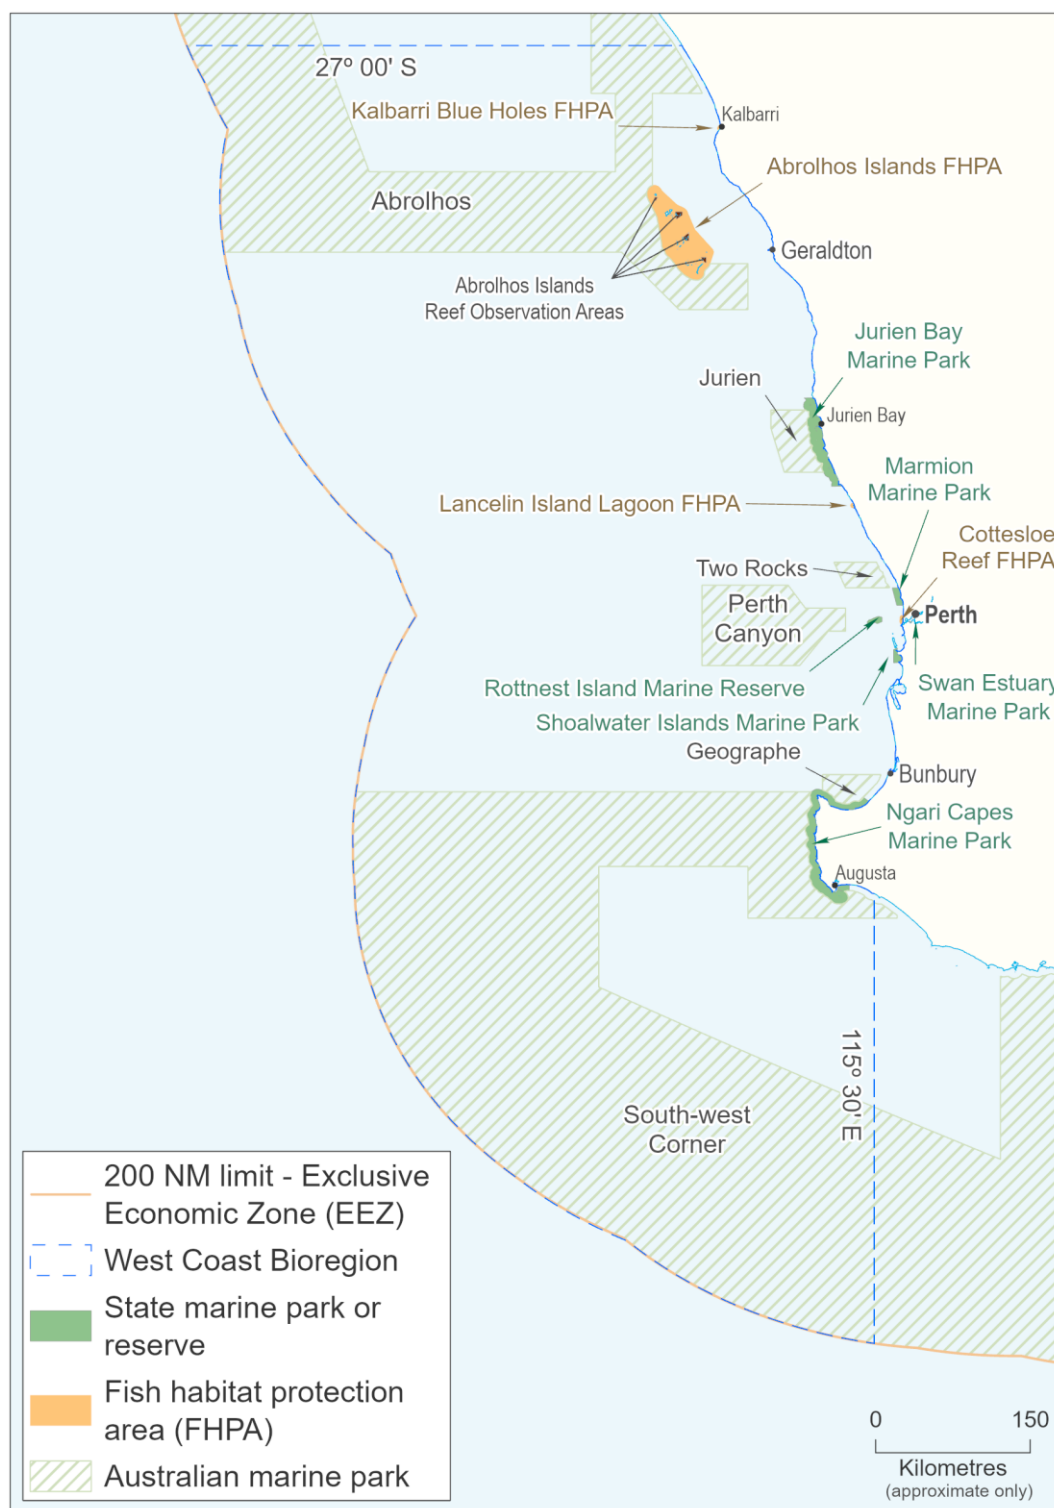 27º 00' S
Kalbarri Blue Holes FHPA
Kalbarri
Abrolhos Islands FHPA
Abrolhos
Geraldton
Abrolhos Islands
Reef Observation Areas
Jurien Bay
Marine Park
Jurien
Jurien Bay
Marmion
Marine Park
Lancelin Island Lagoon FHPA
Cottesloe
Reef FHPA
Two Rocks
Perth
Canyon
Perth
Rottnest Island Marine Reserve
Swan Estuary
Marine Park
Shoalwater Islands Marine Park
Geographe
Bunbury
Ngari Capes
Marine Park
Augusta
115º 30' E
South-west
Corner
200 NM limit - Exclusive
Economic Zone (EEZ)
West Coast Bioregion
State marine park or
reserve
Fish habitat protection
area (FHPA)
Australian marine park
0 150
Kilometres
(approximate only)